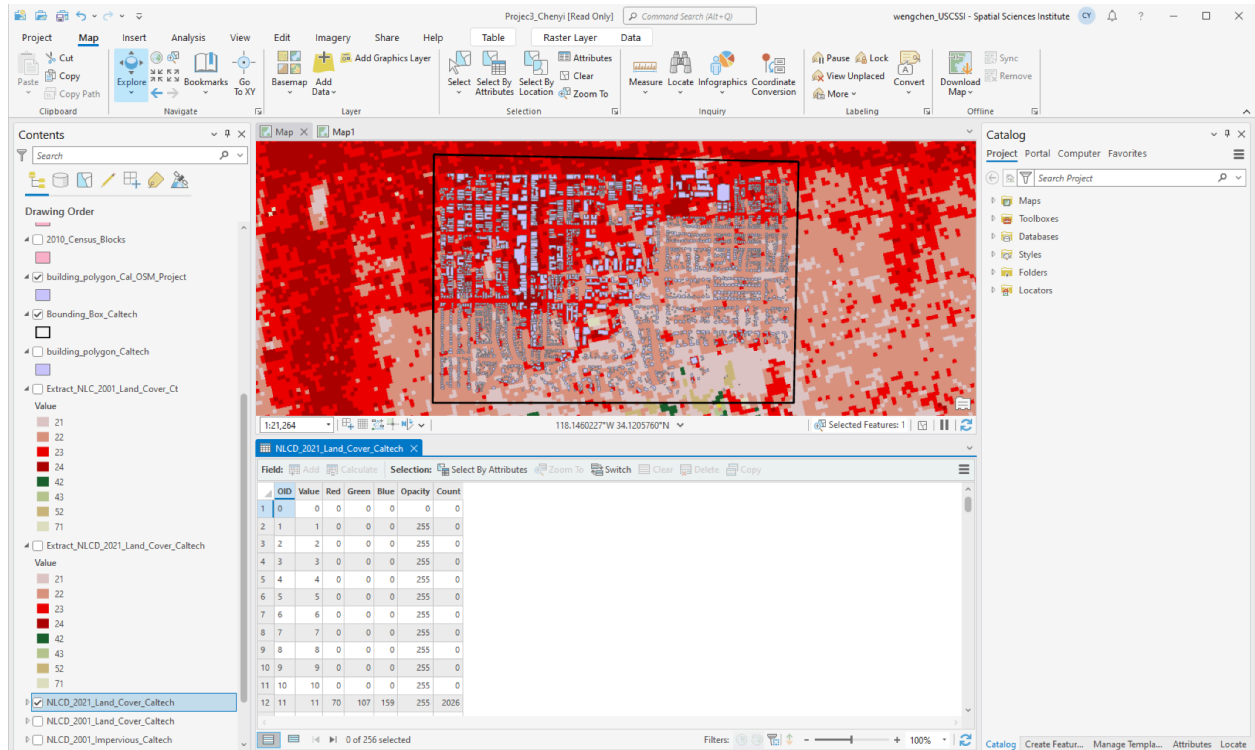 Projec3_Chenyi [Read Only]
Command Search (Alt+Q)
wengchen_USCSSI - Spatial Sciences Institute
CY
?
Project Map Insert Analysis View Edit Imagery Share Help Table Raster Layer Data
Paste
Cut
Copy
Copy Path
Clipboard
Explore
Bookmarks
Go To XY
Navigate
Basemap
Add Data
Add Graphics Layer
Layer
Select
Select By Attributes
Select By Location
Attributes
Clear
Zoom To
Selection
Measure
Locate
Infographics
Coordinate Conversion
Inquiry
Pause
Lock
View Unplaced
More
Convert
Labeling
Download Map
Sync
Remove
Offline
Contents
Search
Drawing Order
2010_Census_Blocks
building_polygon_Cal_OSM_Project
Bounding_Box_Caltech
building_polygon_Caltech
Extract_NLC_2001_Land_Cover_Ct
Value
21
22
23
24
42
43
52
71
Extract_NLCD_2021_Land_Cover_Caltech
Value
21
22
23
24
42
43
52
71
NLCD_2021_Land_Cover_Caltech
NLCD_2001_Land_Cover_Caltech
NLCD_2001_Impervious_Caltech
Map
Map1
1:21,264
118.1460227°W 34.1205760°N
Selected Features: 1
NLCD_2021_Land_Cover_Caltech
Field: Add Calculate Selection: Select By Attributes Zoom To Switch Clear Delete Copy
OID Value Red Green Blue Opacity Count
1 0 0 0 0 0 0 0
2 1 1 0 0 0 255 0
3 2 2 0 0 0 255 0
4 3 3 0 0 0 255 0
5 4 4 0 0 0 255 0
6 5 5 0 0 0 255 0
7 6 6 0 0 0 255 0
8 7 7 0 0 0 255 0
9 8 8 0 0 0 255 0
10 9 9 0 0 0 255 0
11 10 10 0 0 0 255 0
12 11 11 70 107 159 255 2026
0 of 256 selected
Filters:
100%
Catalog
Project Portal Computer Favorites
Search Project
Maps
Toolboxes
Databases
Styles
Folders
Locators
Catalog Create Featur... Manage Templa... Attributes Locate